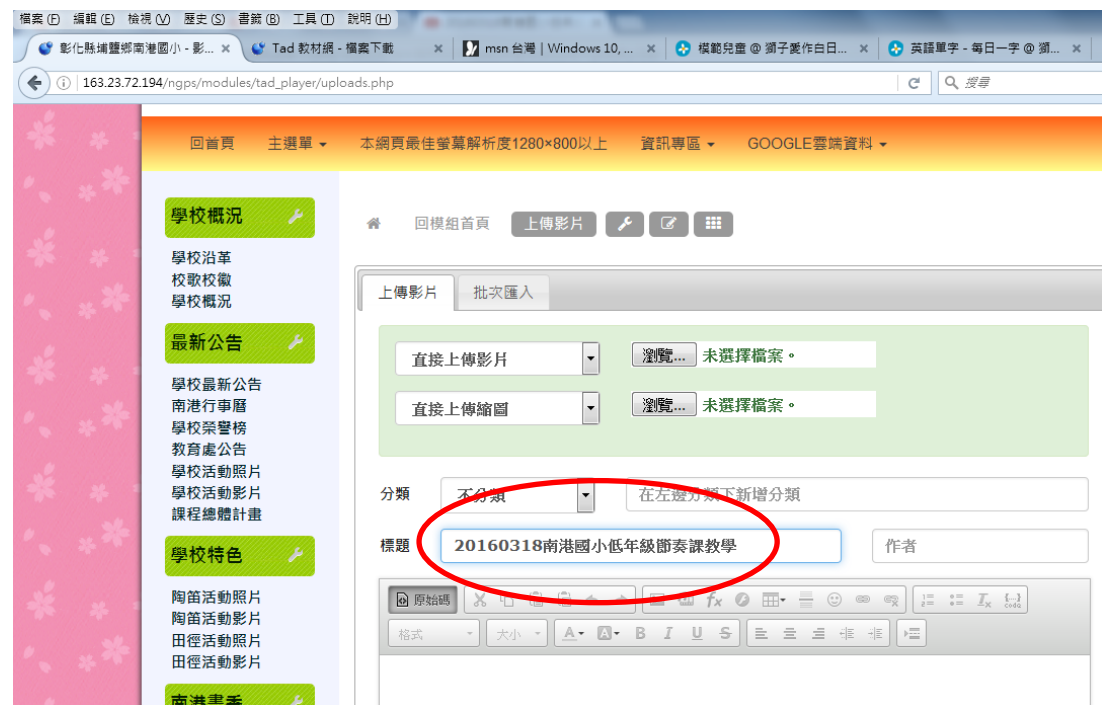 檔案(F) 編輯(E) 檢視(V) 歷史(S) 書籤(B) 工具(T) 說明(H)
彰化縣埔鹽鄉南港國小 - 彰... × Tad 教材網 - 檔案下載 × msn 台灣 | Windows 10, ... × 模範兒童 @ 獅子愛作白日... × 英語單字 - 每日一字 @ 獅... ×
163.23.72.194/ngps/modules/tad_player/uploads.php 搜尋
回首頁 主選單 本網頁最佳螢幕解析度1280×800以上 資訊專區 GOOGLE雲端資料
學校概況
學校沿革
校歌校徽
學校概況
最新公告
學校最新公告
南港行事曆
學校榮譽榜
教育處公告
學校活動照片
學校活動影片
課程總體計畫
學校特色
陶笛活動照片
陶笛活動影片
田徑活動照片
田徑活動影片
南港書香
回模組首頁 上傳影片
上傳影片 批次匯入
直接上傳影片 瀏覽... 未選擇檔案。
直接上傳縮圖 瀏覽... 未選擇檔案。
分類 不分類 在左邊分類下新增分類
標題 20160318南港國小低年級節奏課教學 作者
原始碼
格式 大小 A A B I U S